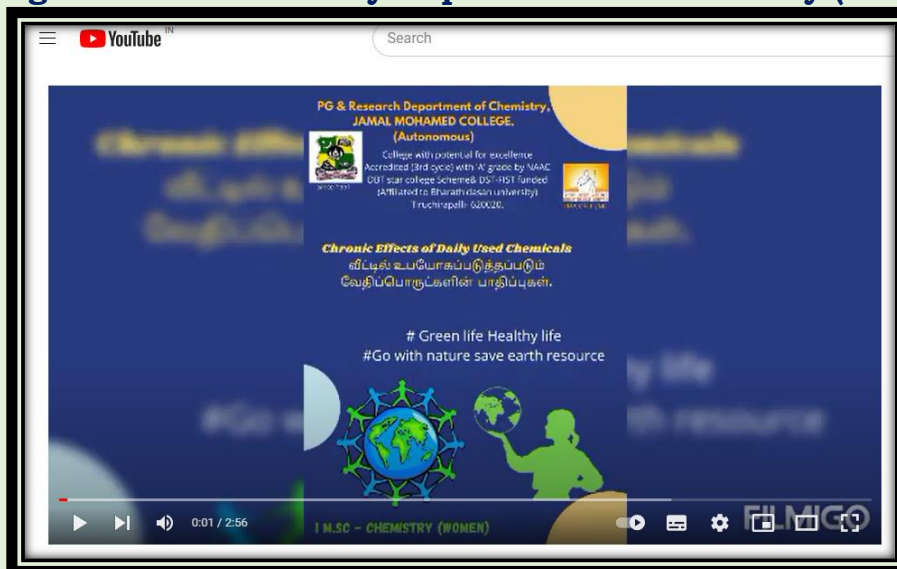 YouTube IN
Search
PG & Research Department of Chemistry,
JAMAL MOHAMED COLLEGE.
(Autonomous)
College with potential for excellence
Accredited (3rd cycle) with 'A' grade by NAAC
DBT star college Scheme& DST-FIST funded
(Affiliated to Bharath dasan university)
Tiruchirapalli- 620020.
Chronic Effects of Daily Used Chemicals
வீட்டில் உபயோகப்படுத்தப்படும்
வேதிப்பொருட்களின் பாதிப்புகள்.
# Green life Healthy life
#Go with nature save earth resource
I M.SC - CHEMISTRY (WOMEN)
0:01 / 2:56
FILMIGO